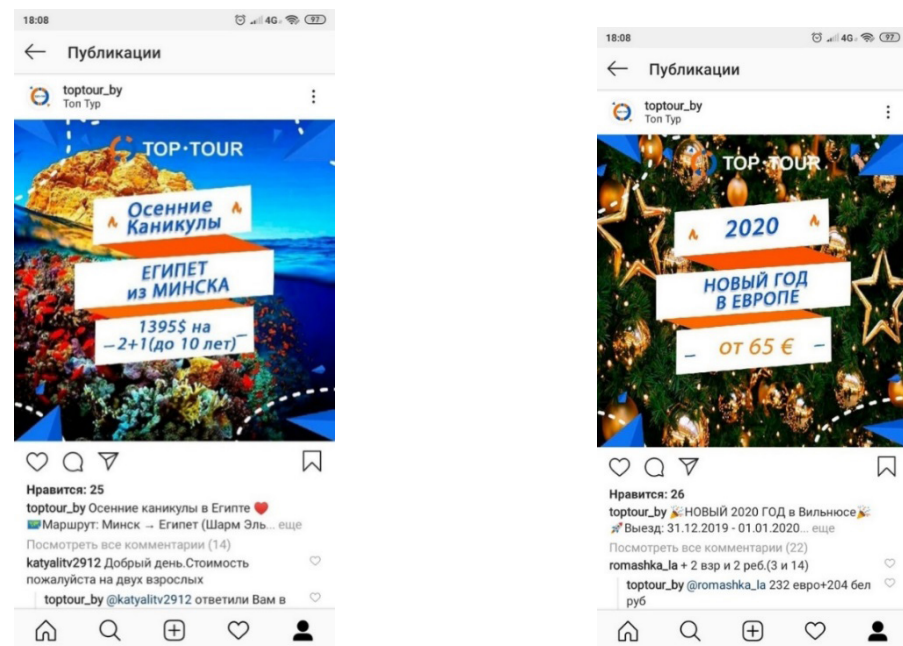 18:08
4G
97
Публикации
toptour_by
Топ Тур
TOP·TOUR
Осенние
Каникулы
ЕГИПЕТ
из МИНСКА
1395$ на
2+1(до 10 лет)
Нравится: 25
toptour_by Осенние каникулы в Египте ❤️
🗺️Маршрут: Минск → Египет (Шарм Эль... еще
Посмотреть все комментарии (14)
katyalitv2912 Добрый день.Стоимость
пожалуйста на двух взрослых
toptour_by @katyalitv2912 ответили Вам в
18:08
4G
97
Публикации
toptour_by
Топ Тур
TOP·TOUR
2020
НОВЫЙ ГОД
В ЕВРОПЕ
от 65 €
Нравится: 26
toptour_by 🎉НОВЫЙ 2020 ГОД в Вильнюсе🎉
🚀Выезд: 31.12.2019 - 01.01.2020... еще
Посмотреть все комментарии (22)
romashka_la + 2 взр и 2 реб.(3 и 14)
toptour_by @romashka_la 232 евро+204 бел
руб